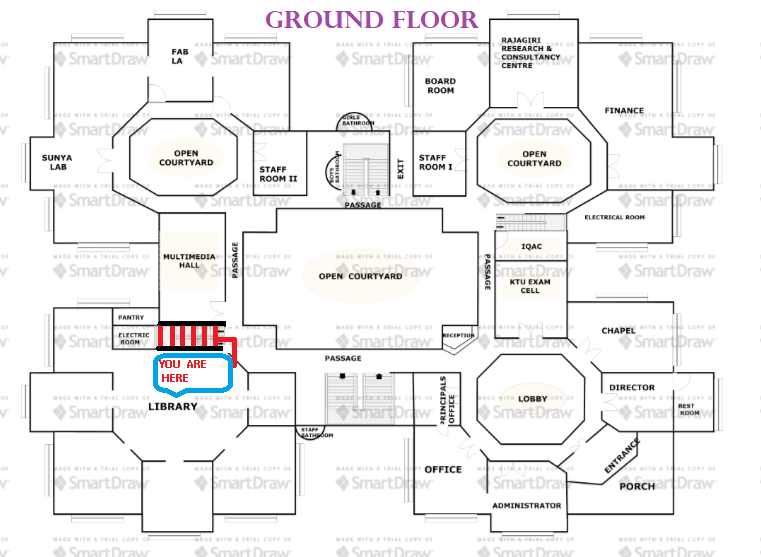 GROUND FLOOR
FAB
LA
RAJAGIRI
RESEARCH &
CONSULTANCY
CENTRE
BOARD
ROOM
FINANCE
GIRLS
BATHROOM
SUNYA
LAB
OPEN
COURTYARD
STAFF
ROOM II
BOYS
BATHROOM
EXIT
STAFF
ROOM I
OPEN
COURTYARD
PASSAGE
ELECTRICAL ROOM
MULTIMEDIA
HALL
PASSAGE
OPEN COURTYARD
PASSAGE
IQAC
KTU EXAM
CELL
PANTRY
ELECTRIC
ROOM
RECEPTION
CHAPEL
YOU ARE
HERE
PASSAGE
LIBRARY
PRINCIPALS
OFFICE
LOBBY
DIRECTOR
REST
ROOM
STAFF
BATHROOM
OFFICE
ENTRANCE
PORCH
ADMINISTRATOR
MADE WITH A TRIAL COPY OF
SmartDraw